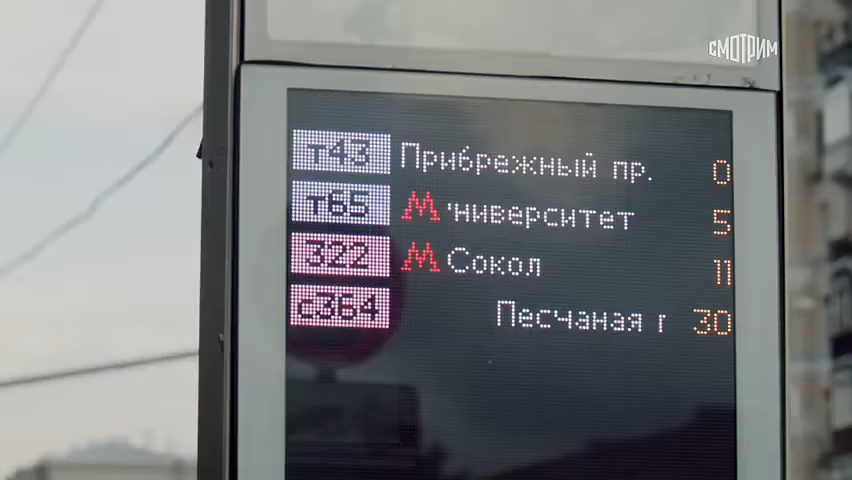 СМОТРИМ
т43 Прибрежный пр. 0
т65 М 'ниверситет 5
322 М Сокол 11
с364 Песчаная г 30